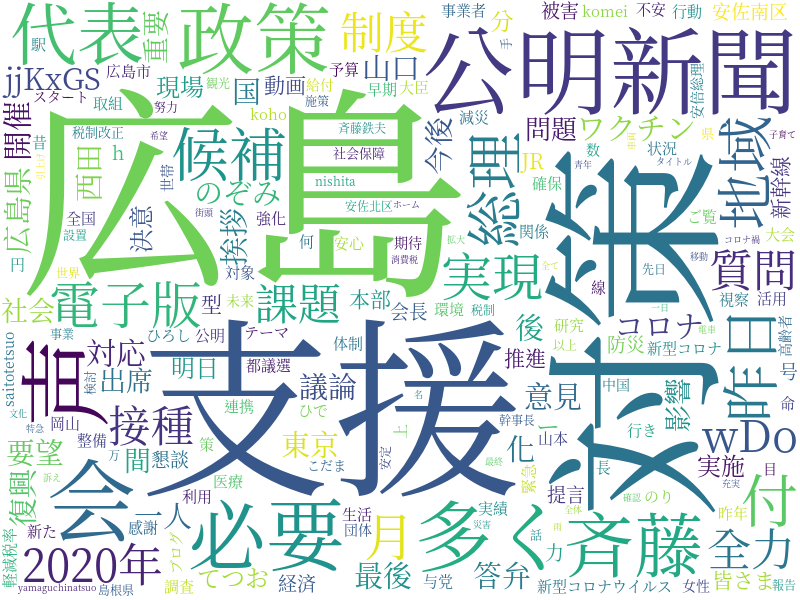 代表
重要
政策
制度
事業者
分
被害
komei
不安
行動
安佐南区
駅
広島市
jjKxGS
スタート
取組
開催
現場
観光
努力
国
動画
給付
施策
予算
山口
大臣
早期
公明新聞
安倍総理
手
税制改正
希望
昔
広島県
西田
h
候補
koho
斉藤鉄夫
社会保障
減災
今後
総理
問題
ワクチン
JR
数
状況
県
タイトル
子育て
地域
新幹線
広島
のぞみ
世帯
nishita
青年
確保
ご覧
大会
全国
設置
決意
挨拶
街頭
強化
安佐北区
ホーム
何
安心
期待
拡大
消費税
関係
線
全て
先日
コロナ禍
移動
質問
円
社会
電子版
世界
型
対象
未来
課題
本部
会長
環境
税制
実現
対策
一日
視察
活用
高齢者
コロナ
昨日
事業
ひろし
公明
テーマ
後
研究
以上
防災
新型コロナ
号
声
対応
検討
明日
都議選
体制
支援
議論
推進
意見
中国
影響
命
saitotetsuo
出席
文化
特急
岡山
接種
連携
ひで
名
上
幹事長
ー
行き
wDo
要望
整備
策
東京
間
懇談
万
こだま
安定
最終
化
山本
緊急
長
実施
目
復興
軽減税率
訴え
会
一人
医療
提言
のり
付
新た
感謝
利用
必要
生活
団体
実績
災害
話
力
確認
全体
昨年
充実
2020年
ブログ
月
多く
斉藤
全力
てつお
経済
最後
与党
答弁
皆さま
yamaguchinatsuo
島根県
調査
新型コロナウイルス
女性
報告